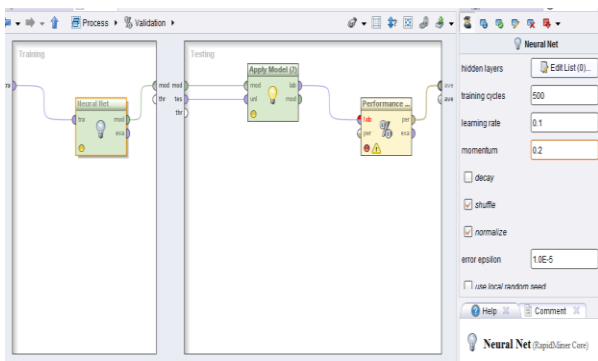 Process
Validation
Training
Neural Net
tra
mod
exa
mod
thr
Testing
mod
tes
thr
Apply Model (2)
mod
lab
unl
mod
Performance ...
lab
per
per
exa
ave
ave
Neural Net
hidden layers
Edit List (0)...
training cycles
500
learning rate
0.1
momentum
0.2
decay
shuffle
normalize
error epsilon
1.0E-5
use local random seed
Help
Comment
Neural Net (RapidMiner Core)